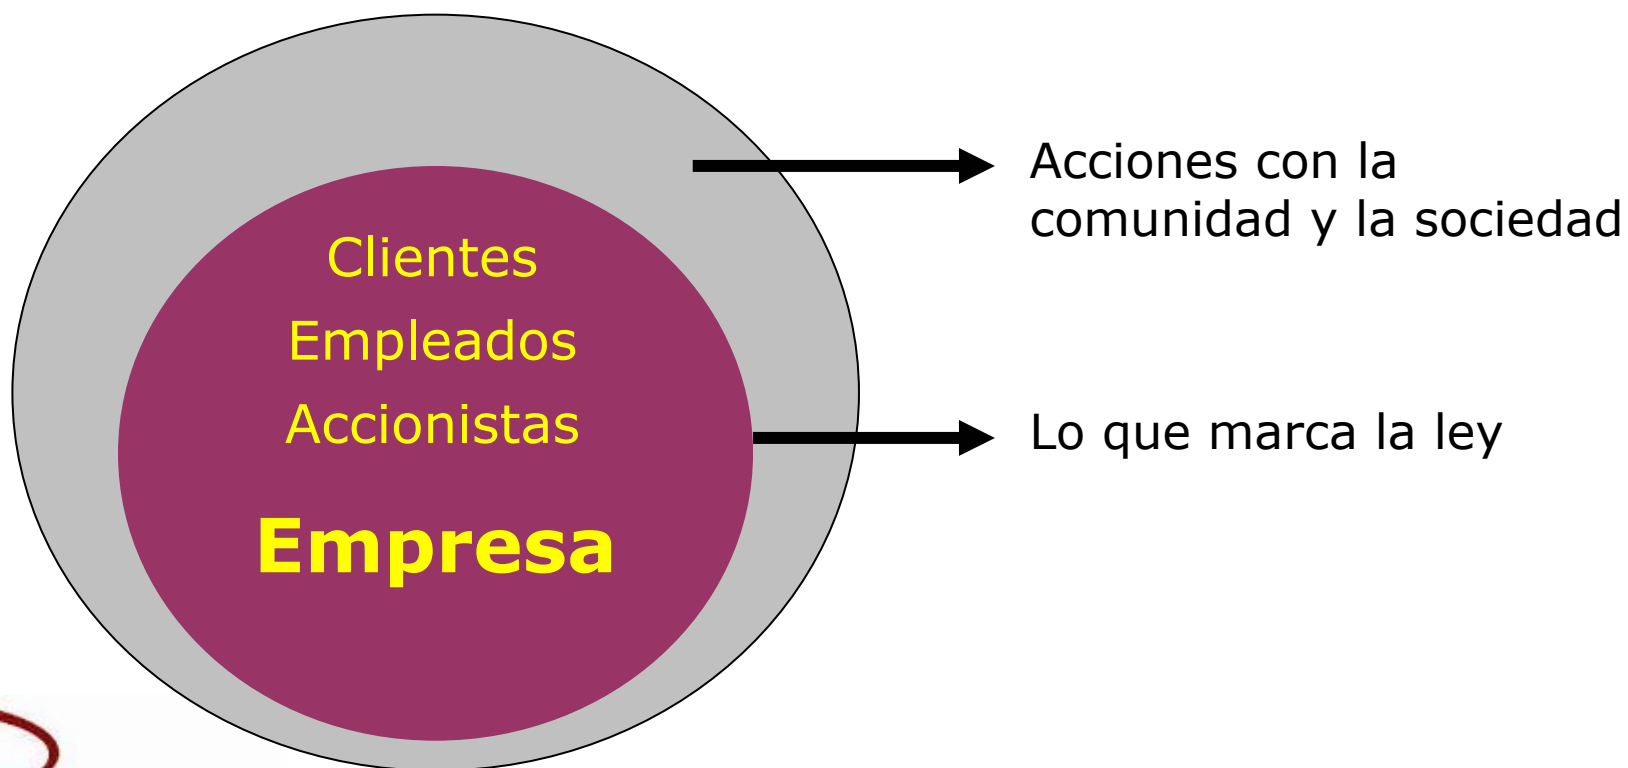 Acciones con la
comunidad y la sociedad
Clientes
Empleados
Accionistas
Lo que marca la ley
Empresa